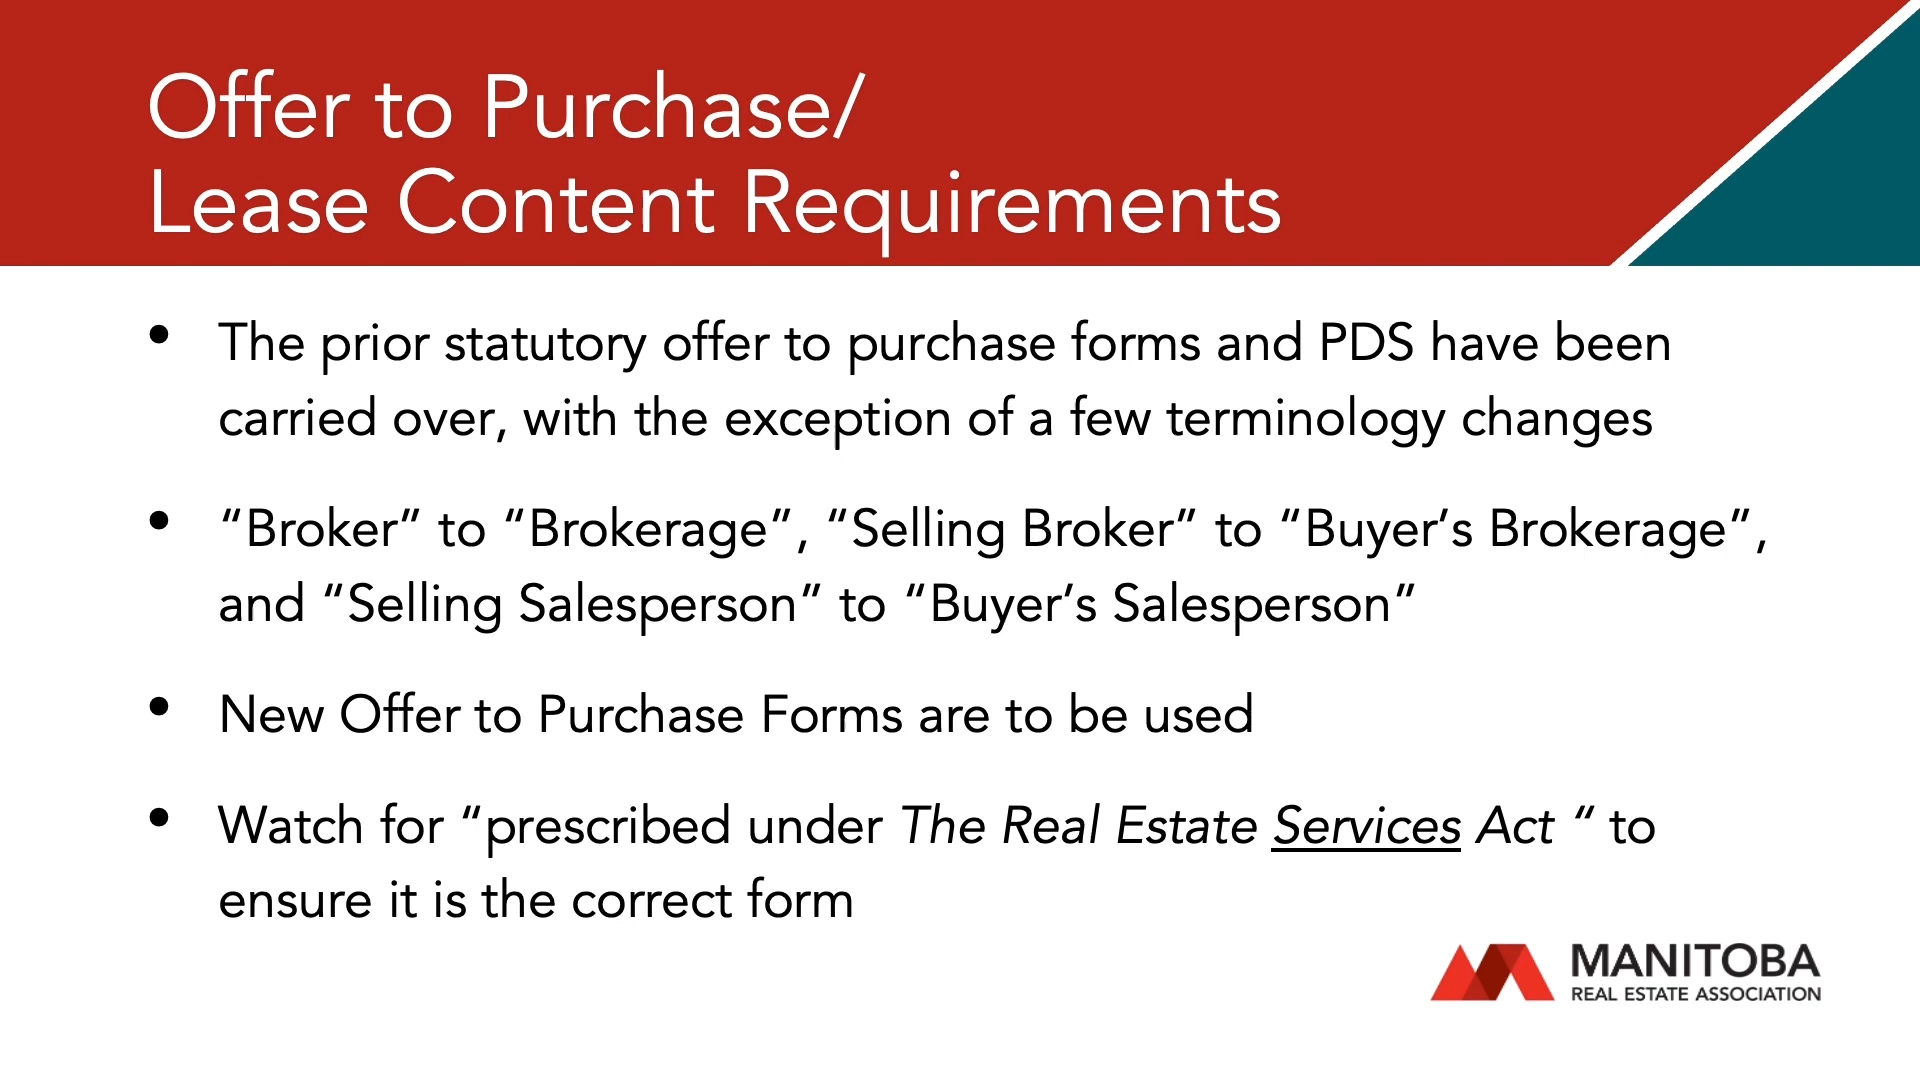 Offer to Purchase/
Lease Content Requirements
• The prior statutory offer to purchase forms and PDS have been
carried over, with the exception of a few terminology changes
• “Broker” to “Brokerage”, “Selling Broker” to “Buyer’s Brokerage”,
and “Selling Salesperson” to “Buyer’s Salesperson”
• New Offer to Purchase Forms are to be used
• Watch for “prescribed under The Real Estate Services Act “ to
ensure it is the correct form
MANITOBA
REAL ESTATE ASSOCIATION